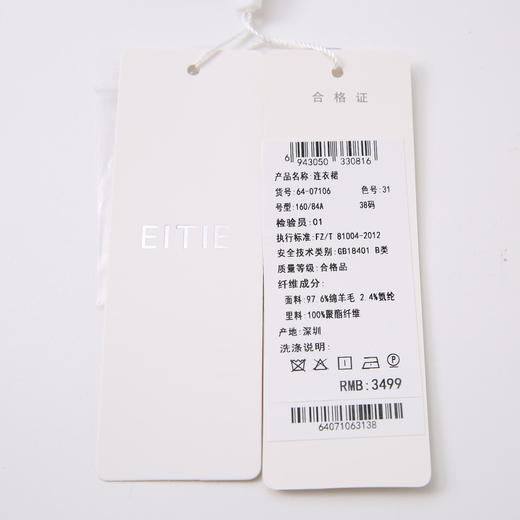 EITIE
合格证
6 943050 330816
产品名称:连衣裙
货号:64-07106 色号:31
号型:160/84A 38码
检验员:01
执行标准:FZ/T 81004-2012
安全技术类别:GB18401 B类
质量等级:合格品
纤维成分:
面料:97.6%绵羊毛 2.4%氨纶
里料:100%聚酯纤维
产地:深圳
洗涤说明:
RMB:3499
64071063138